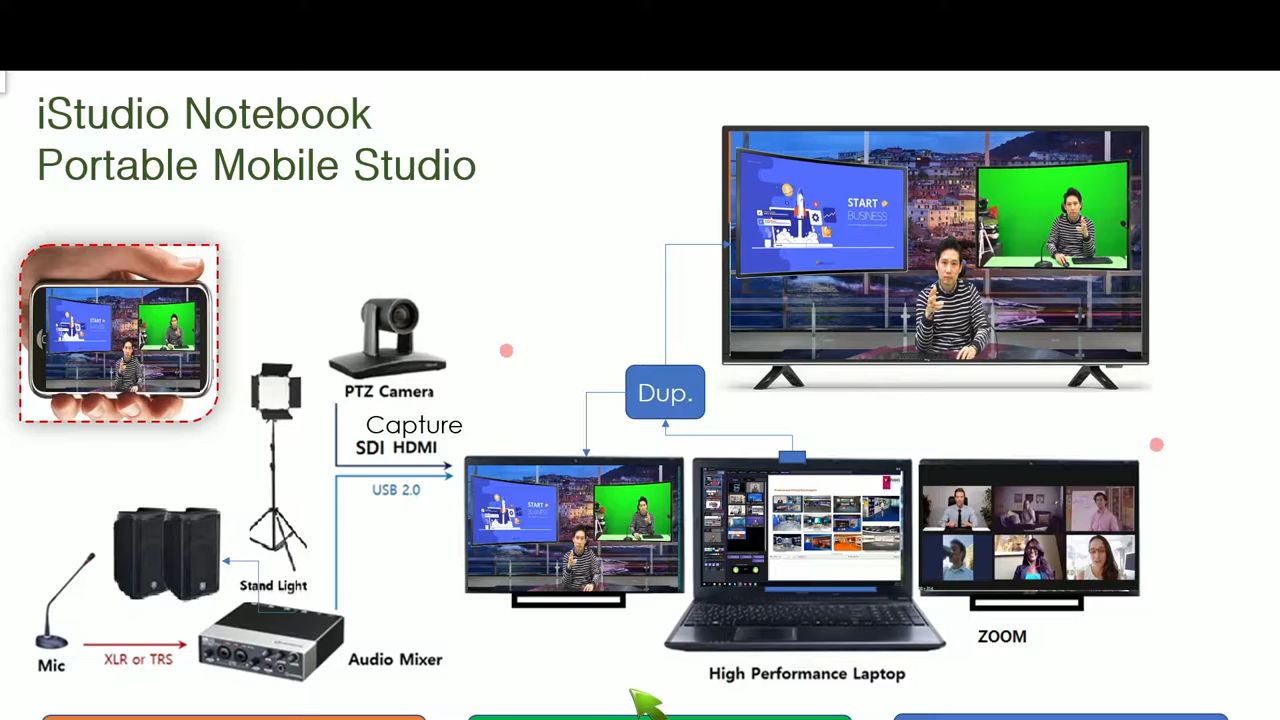 iStudio Notebook
Portable Mobile Studio
START
BUSINESS
PTZ Camera
Capture
SDI HDMI
USB 2.0
Dup.
START
Stand Light
Mic
XLR or TRS
Audio Mixer
High Performance Laptop
ZOOM